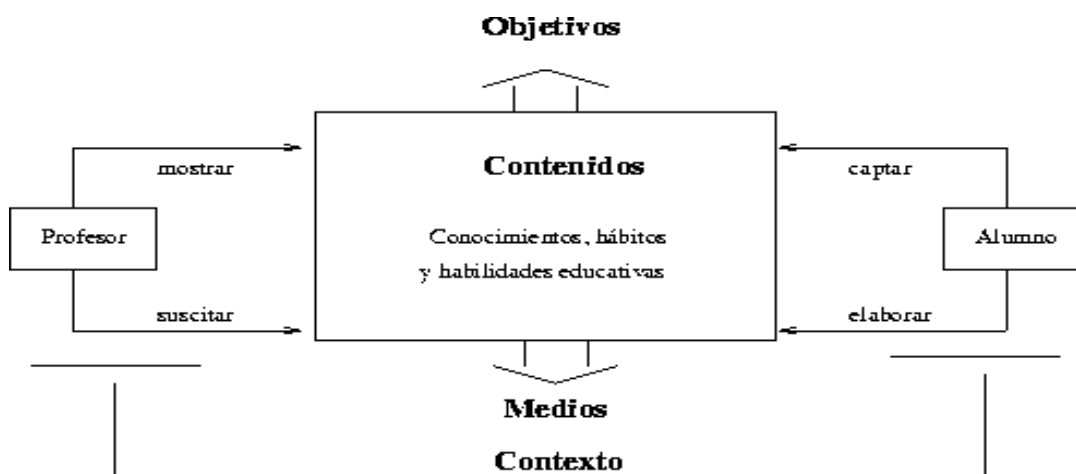 Objetivos
mostrar
Contenidos
captar
Profesor
Conocimientos, hábitos
y habilidades educativas
Alumno
suscitar
elaborar
Medios
Contexto